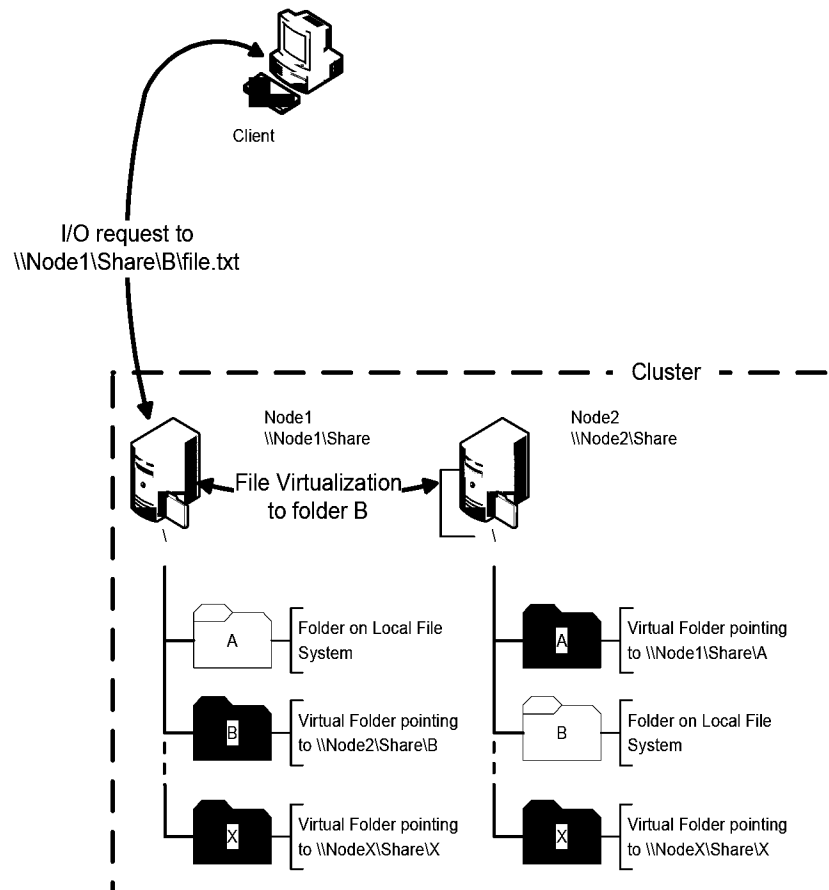 Client
I/O request to
\\Node1\Share\B\file.txt
Cluster
Node1
\\Node1\Share
Node2
\\Node2\Share
File Virtualization
to folder B
\
\
A
Folder on Local File
System
A
Virtual Folder pointing
to \\Node1\Share\A
B
Virtual Folder pointing
to \\Node2\Share\B
B
Folder on Local File
System
X
Virtual Folder pointing
to \\NodeX\Share\X
X
Virtual Folder pointing
to \\NodeX\Share\X